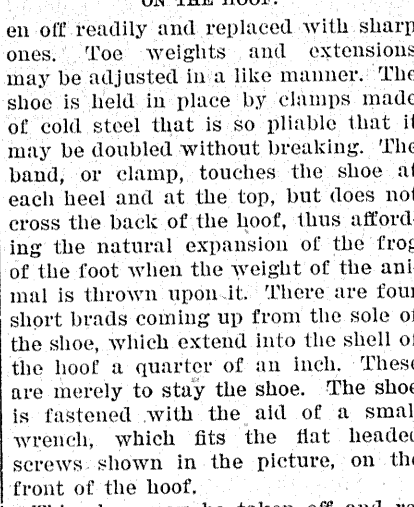 ON THE HOOF.
en off readily and replaced with sharp
ones. Toe weights and extensions
may be adjusted in a like manner. The
shoe is held in place by clamps made
of cold steel that is so pliable that it
may be doubled without breaking. The
band, or clamp, touches the shoe at
each heel and at the top, but does not
cross the back of the hoof, thus afford-
ing the natural expansion of the frog
of the foot when the weight of the ani-
mal is thrown upon it. There are four
short brads coming up from the sole of
the shoe, which extend into the shell of
the hoof a quarter of an inch. These
are merely to stay the shoe. The shoe
is fastened with the aid of a small
wrench, which fits the flat headed
screws shown in the picture, on the
front of the hoof.